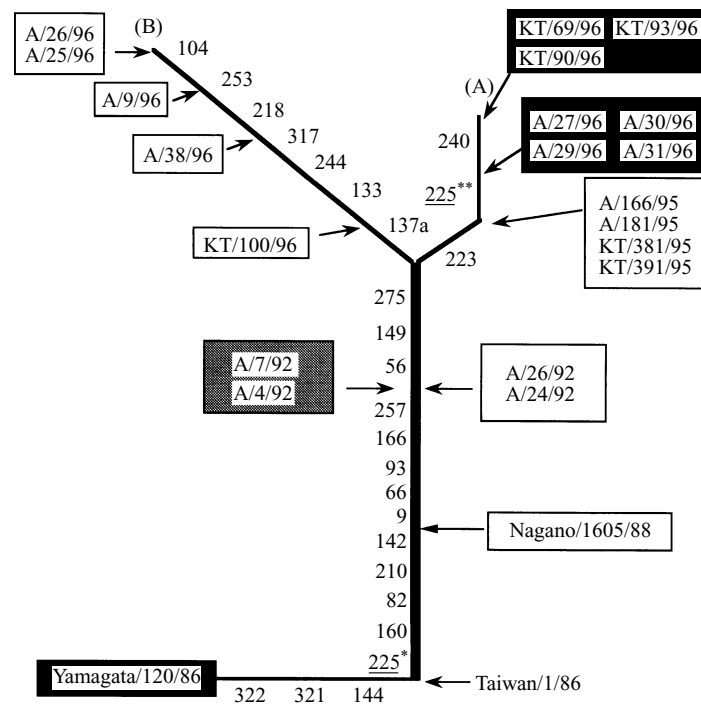 A/26/96
A/25/96
(B)
104
KT/69/96 KT/93/96
KT/90/96
253
A/9/96
(A)
218
317
A/27/96 A/30/96
A/29/96 A/31/96
240
A/38/96
244
133
225**
137a
A/166/95
A/181/95
KT/381/95
KT/391/95
KT/100/96
223
275
149
A/7/92
A/4/92
56
A/26/92
A/24/92
257
166
93
66
9
Nagano/1605/88
142
210
82
160
225*
Yamagata/120/86
Taiwan/1/86
322 321 144